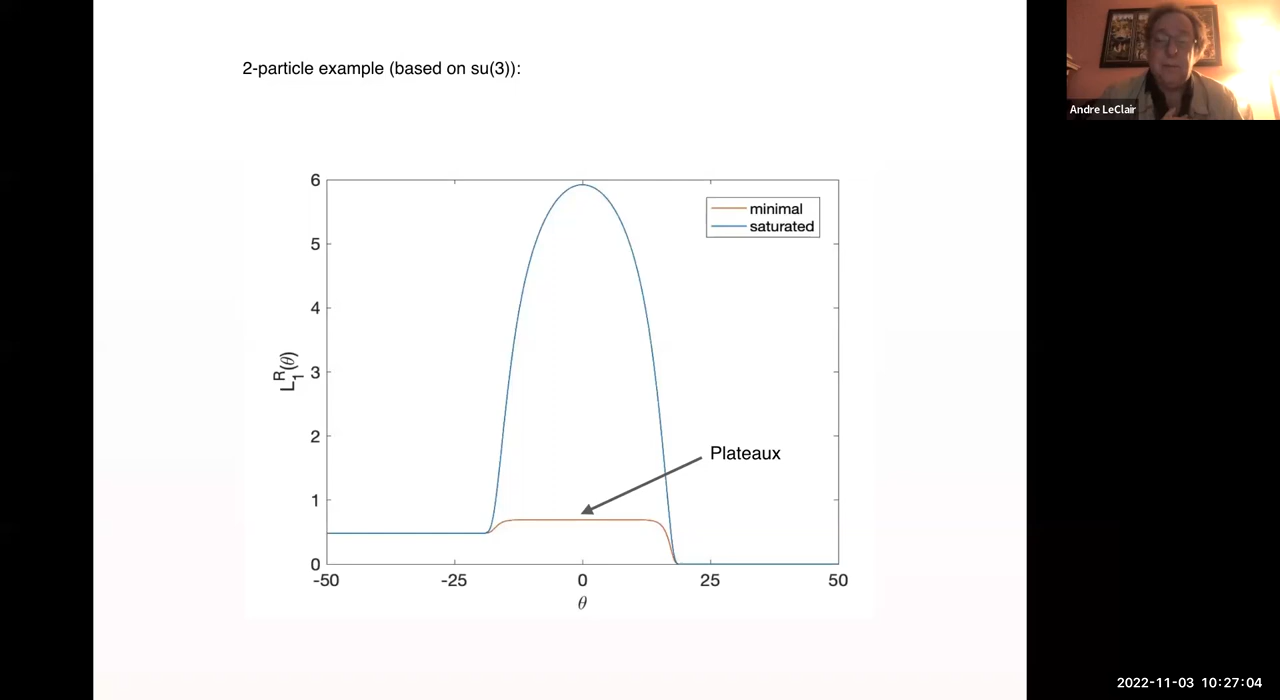 2-particle example (based on su(3)):
Andre LeClair
6
5
4
3
2
1
0
L₁ᴿ(θ)
minimal
saturated
Plateaux
-50
-25
0
25
50
θ
2022-11-03 10:27:04